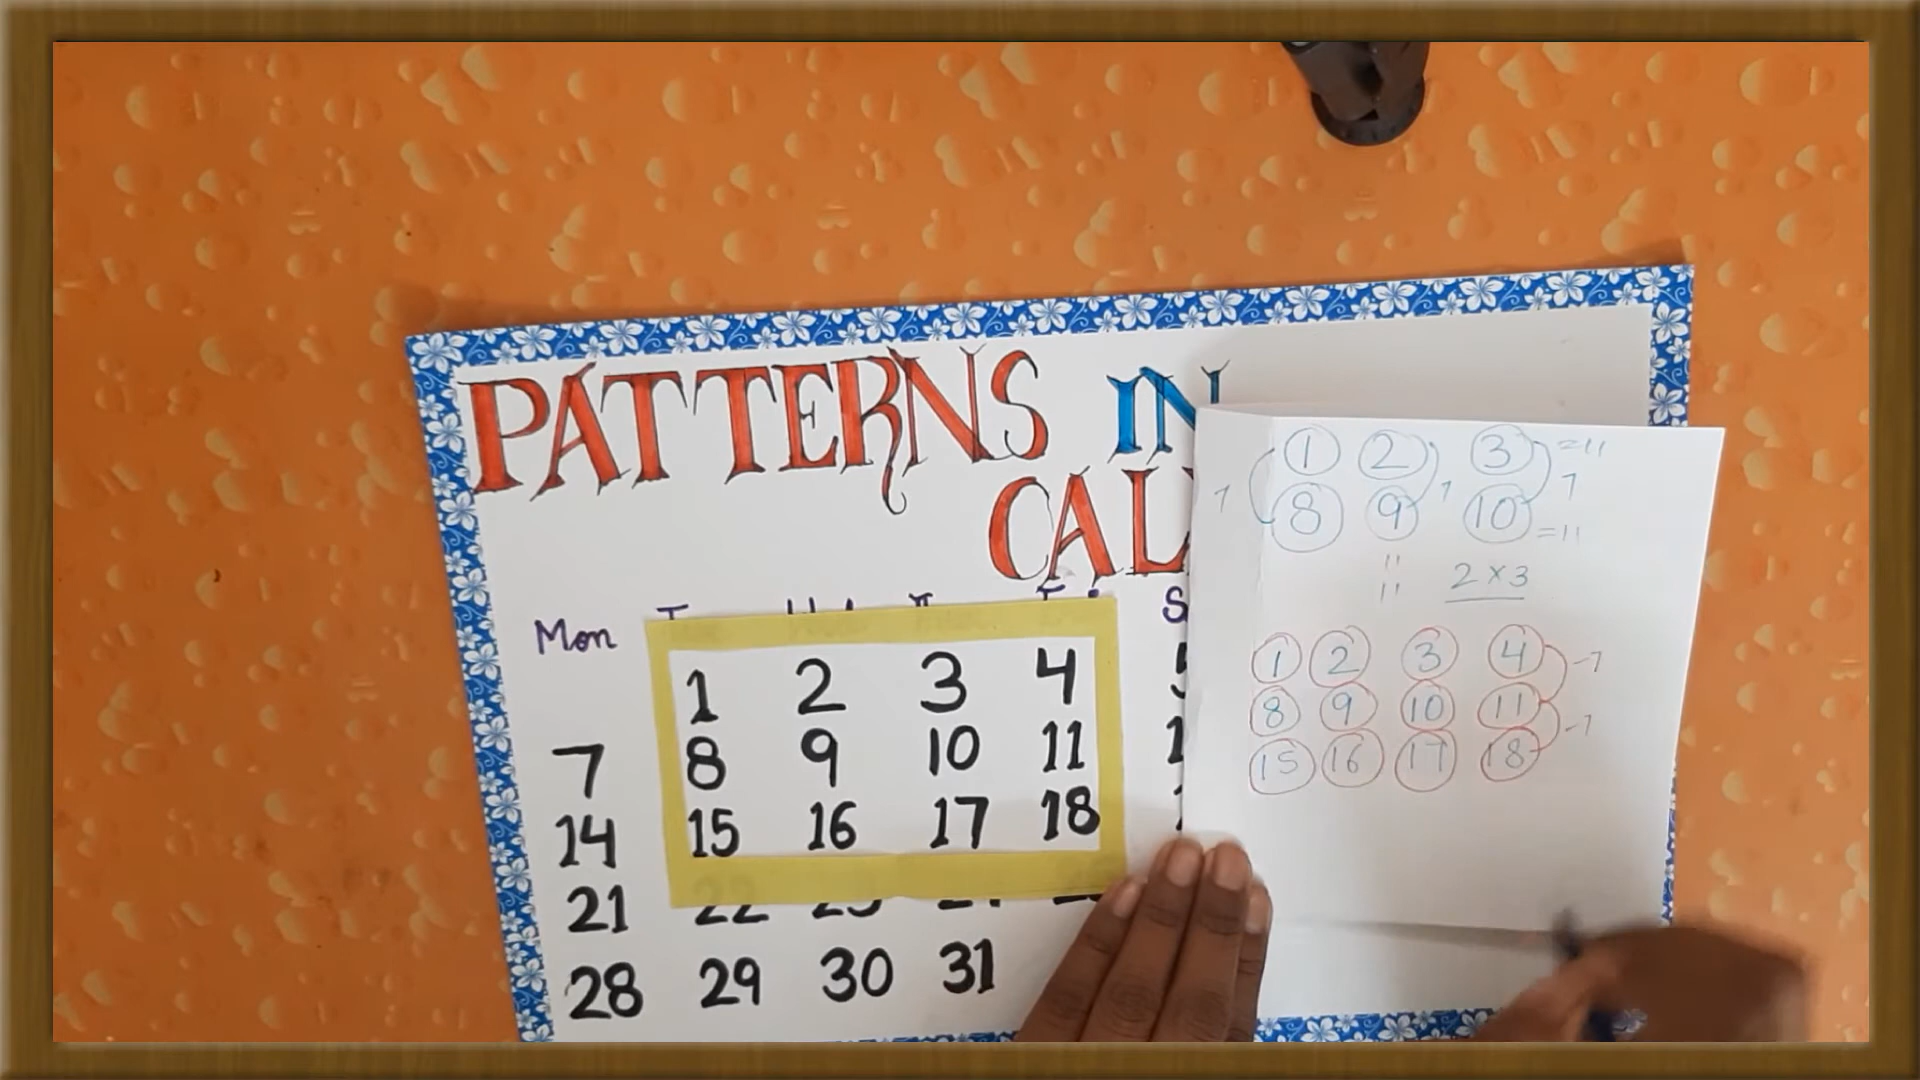 PATTERNS IN
CAL
Mon
1 2 3 4
7 8 9 10 11
14 15 16 17 18
21
28 29 30 31
1 2 3 =11
7 7 7
8 9 10 =11
2×3
1 2 3 4 -7
8 9 10 11 -7
15 16 17 18